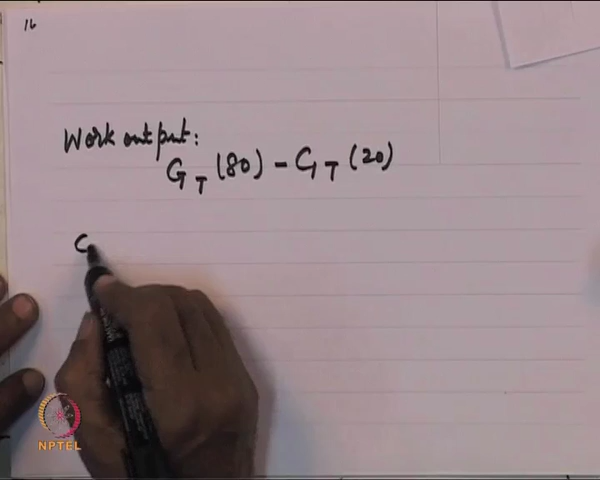 16
Work output:
G_T (80) - G_T (20)
C
NPTEL